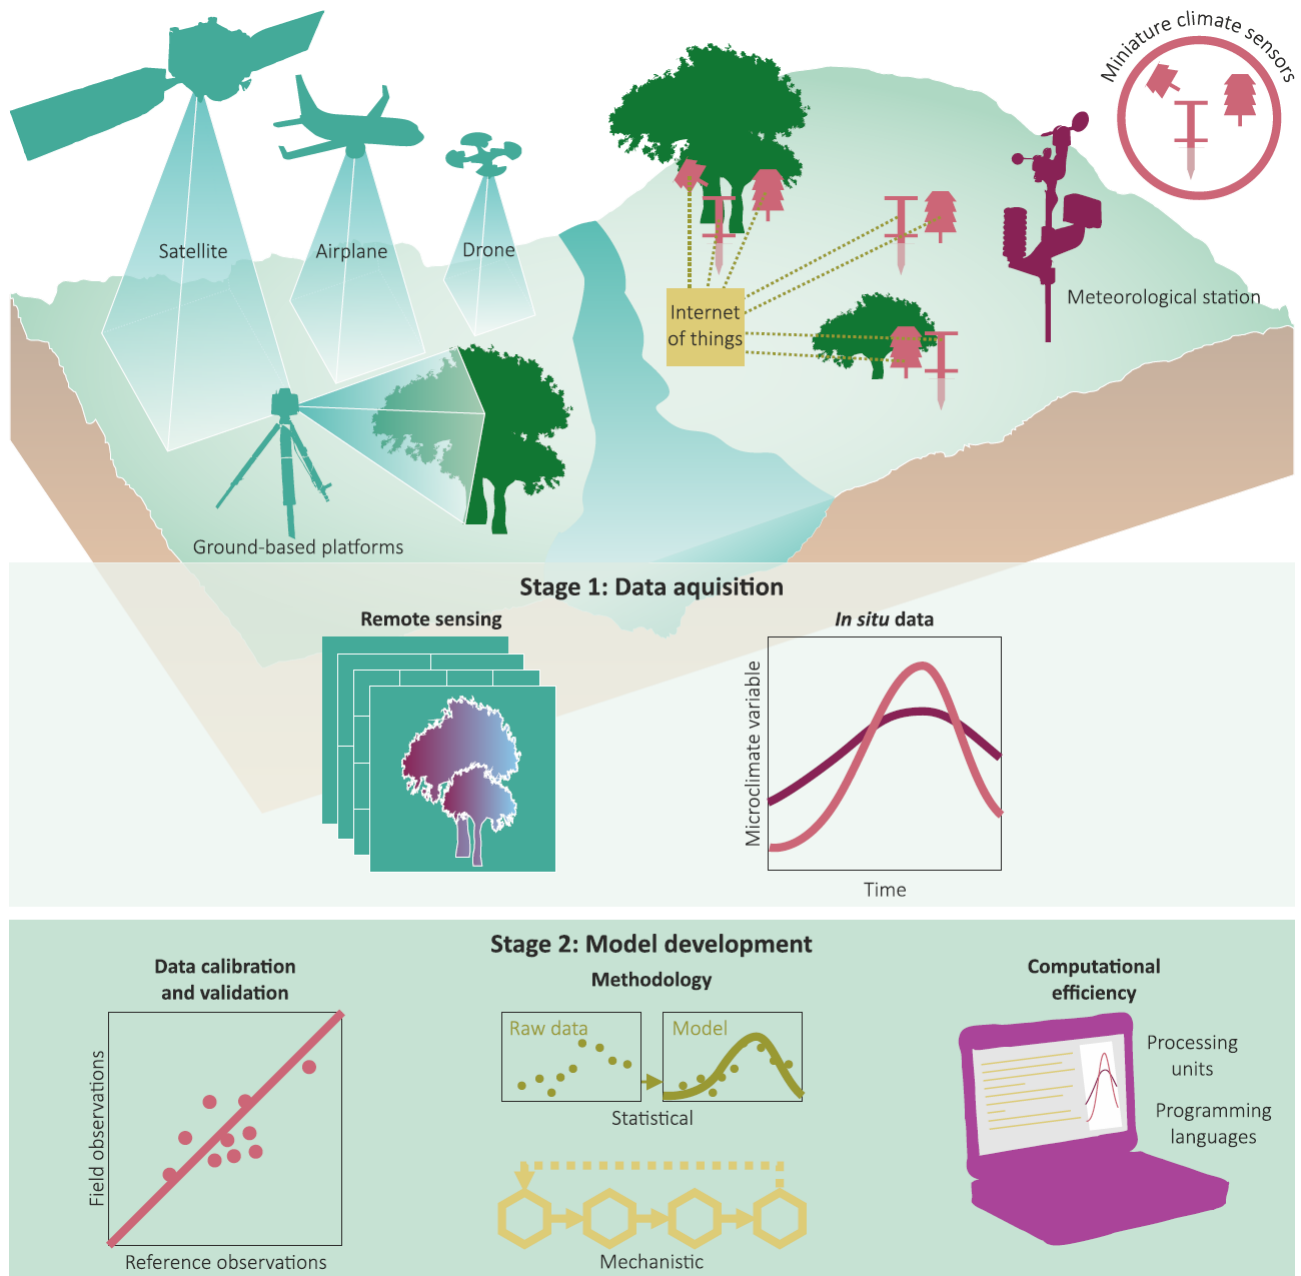 Miniature climate sensors
Satellite
Airplane
Drone
Internet
of things
Meteorological station
Ground-based platforms
Stage 1: Data aquisition
Remote sensing
In situ data
Microclimate variable
Time
Stage 2: Model development
Data calibration
and validation
Field observations
Reference observations
Methodology
Raw data
Model
Statistical
Mechanistic
Computational
efficiency
Processing
units
Programming
languages